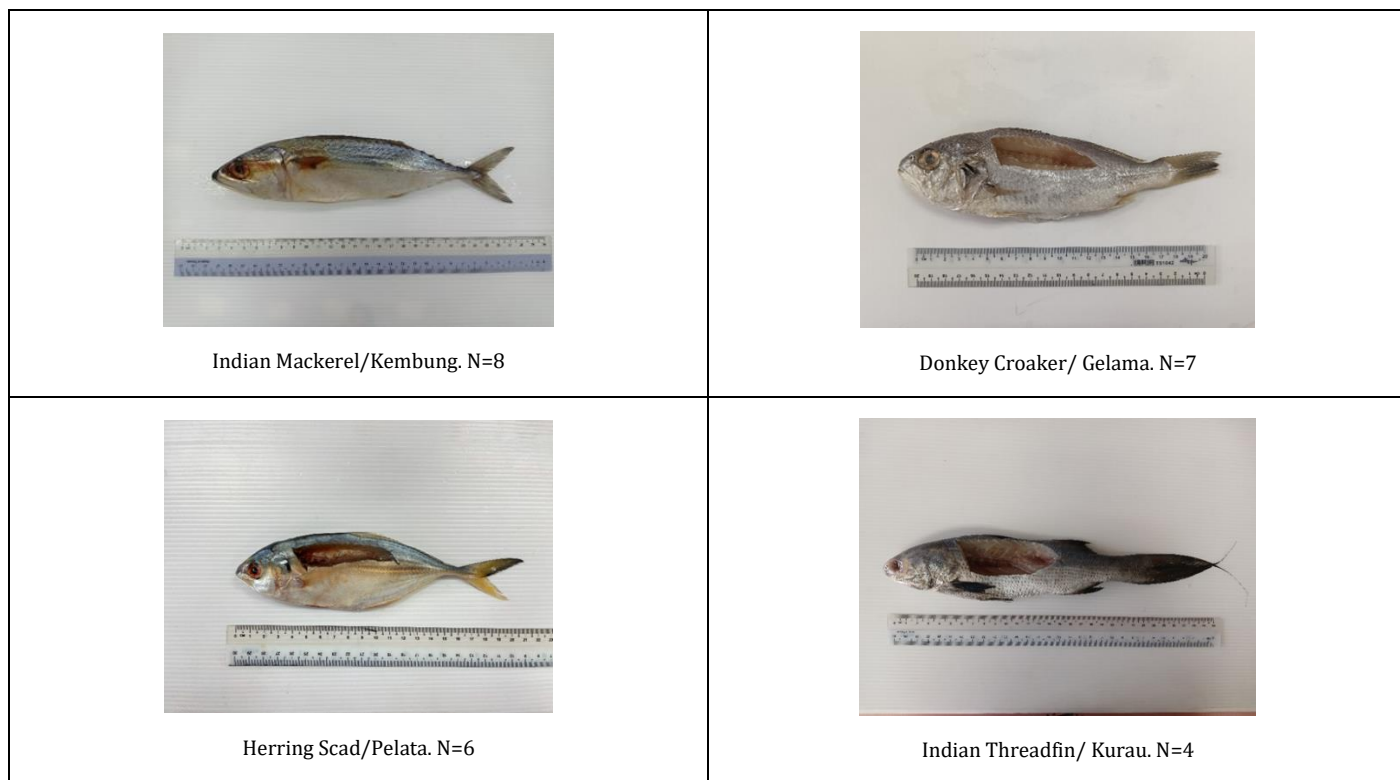 Indian Mackerel/Kembung. N=8
Donkey Croaker/ Gelama. N=7
Herring Scad/Pelata. N=6
Indian Threadfin/ Kurau. N=4